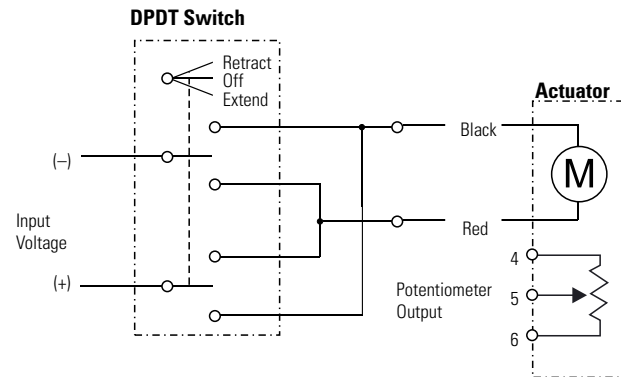 DPDT Switch
Retract
Off
Extend
Actuator
Black
(–)
M
Input
Voltage
Red
4
(+)
Potentiometer
Output
5
6